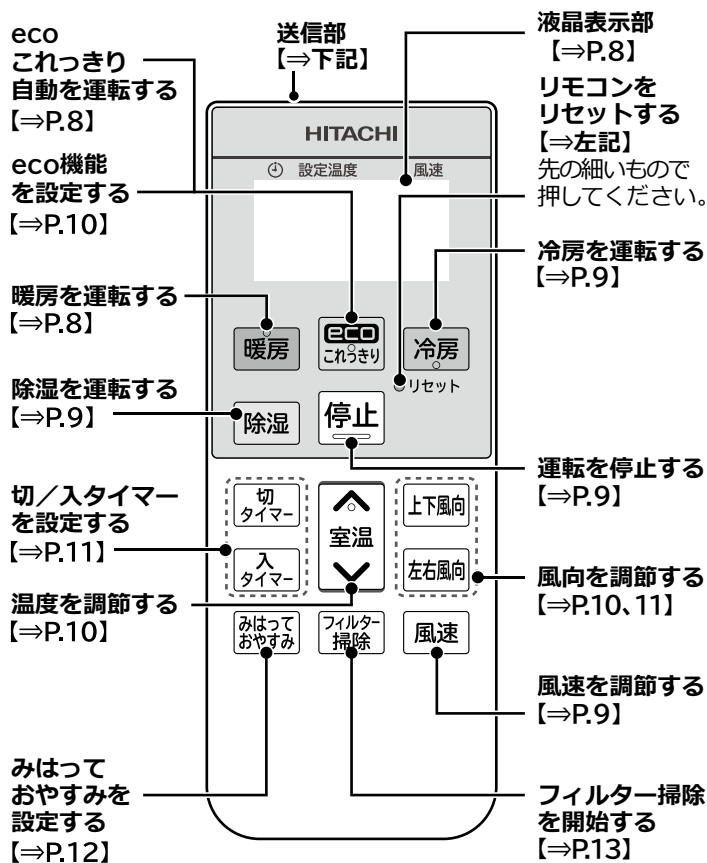 eco
これっきり
自動を運転する
【⇒P.8】
eco機能
を設定する
【⇒P.10】
暖房を運転する
【⇒P.8】
除湿を運転する
【⇒P.9】
切／入タイマー
を設定する
【⇒P.11】
温度を調節する
【⇒P.10】
みはって
おやすみを
設定する
【⇒P.12】
送信部
【⇒下記】
HITACHI
設定温度 風速
暖房
eco
これっきり
冷房
リセット
除湿
停止
切
タイマー
室温
上下風向
入
タイマー
左右風向
みはって
おやすみ
フィルター
掃除
風速
液晶表示部
【⇒P.8】
リモコンを
リセットする
【⇒左記】
先の細いもので
押してください。
冷房を運転する
【⇒P.9】
運転を停止する
【⇒P.9】
風向を調節する
【⇒P.10、11】
風速を調節する
【⇒P.9】
フィルター掃除
を開始する
【⇒P.13】